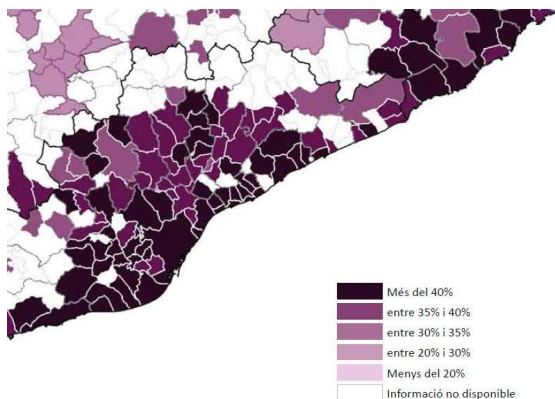 Més del 40%
entre 35% i 40%
entre 30% i 35%
entre 20% i 30%
Menys del 20%
Informació no disponible